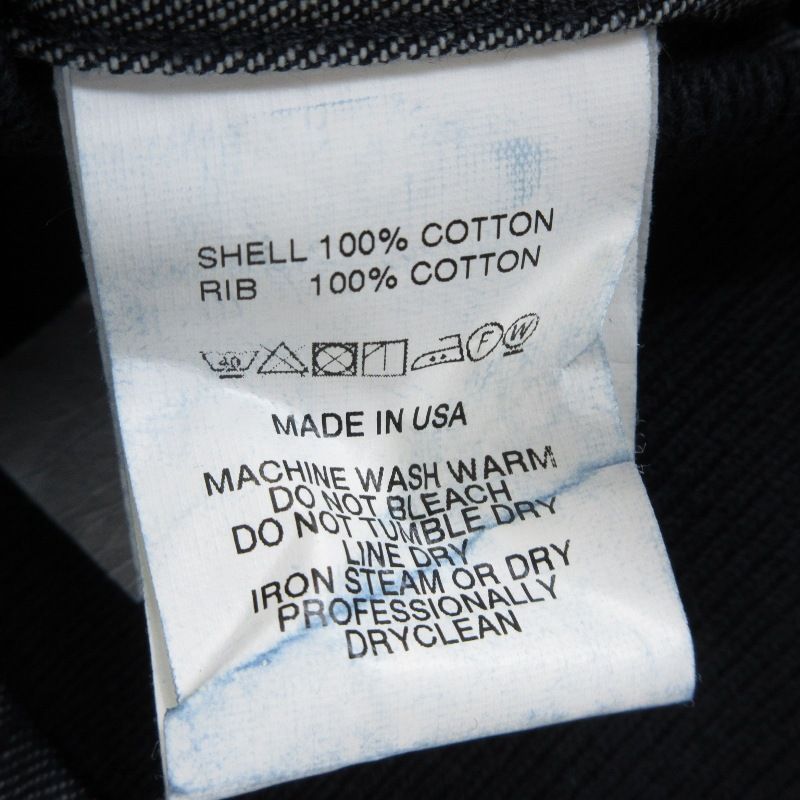 SHELL 100% COTTON
RIB 100% COTTON
40 F W
MADE IN USA
MACHINE WASH WARM
DO NOT BLEACH
DO NOT TUMBLE DRY
LINE DRY
IRON STEAM OR DRY
PROFESSIONALLY
DRYCLEAN